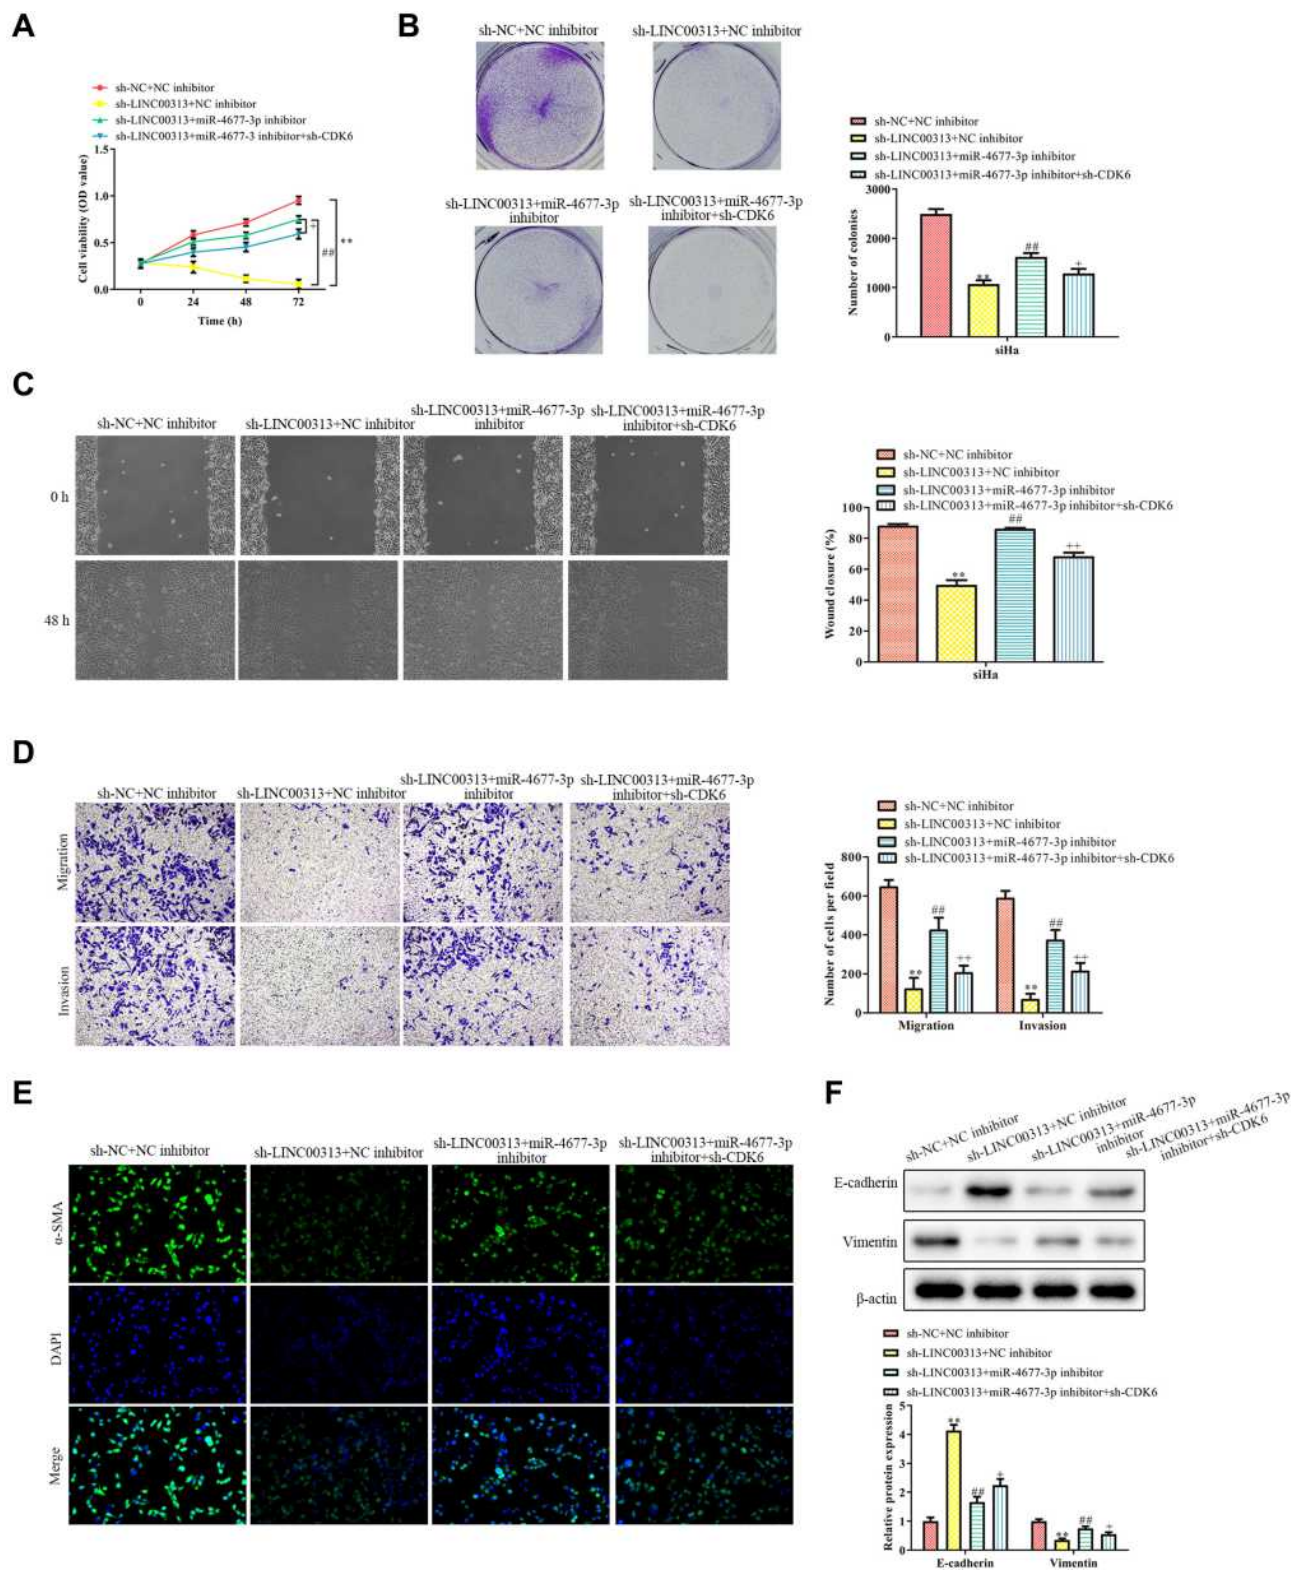 A
sh-NC+NC inhibitor
sh-LINC00313+NC inhibitor
sh-LINC00313+miR-4677-3p inhibitor
sh-LINC00313+miR-4677-3 inhibitor+sh-CDK6
Cell viability (OD value)
1.5
1.0
0.5
0.0
0 24 48 72
Time (h)
+
##
**
B
sh-NC+NC inhibitor
sh-LINC00313+NC inhibitor
sh-LINC00313+miR-4677-3p
inhibitor
sh-LINC00313+miR-4677-3p
inhibitor+sh-CDK6
sh-NC+NC inhibitor
sh-LINC00313+NC inhibitor
sh-LINC00313+miR-4677-3p inhibitor
sh-LINC00313+miR-4677-3p inhibitor+sh-CDK6
Number of colonies
3000
2000
1000
0
**
##
+
siHa
C
sh-NC+NC inhibitor
sh-LINC00313+NC inhibitor
sh-LINC00313+miR-4677-3p
inhibitor
sh-LINC00313+miR-4677-3p
inhibitor+sh-CDK6
0 h
48 h
sh-NC+NC inhibitor
sh-LINC00313+NC inhibitor
sh-LINC00313+miR-4677-3p inhibitor
sh-LINC00313+miR-4677-3p inhibitor+sh-CDK6
Wound closure (%)
100
80
60
40
20
0
**
##
++
siHa
D
sh-NC+NC inhibitor
sh-LINC00313+NC inhibitor
sh-LINC00313+miR-4677-3p
inhibitor
sh-LINC00313+miR-4677-3p
inhibitor+sh-CDK6
Migration
Invasion
sh-NC+NC inhibitor
sh-LINC00313+NC inhibitor
sh-LINC00313+miR-4677-3p inhibitor
sh-LINC00313+miR-4677-3p inhibitor+sh-CDK6
Number of cells per field
800
600
400
200
0
**
##
++
**
##
++
Migration Invasion
E
sh-NC+NC inhibitor
sh-LINC00313+NC inhibitor
sh-LINC00313+miR-4677-3p
inhibitor
sh-LINC00313+miR-4677-3p
inhibitor+sh-CDK6
α-SMA
DAPI
Merge
F
sh-NC+NC inhibitor
sh-LINC00313+NC inhibitor
sh-LINC00313+miR-4677-3p
inhibitor
sh-LINC00313+miR-4677-3p
inhibitor+sh-CDK6
E-cadherin
Vimentin
β-actin
sh-NC+NC inhibitor
sh-LINC00313+NC inhibitor
sh-LINC00313+miR-4677-3p inhibitor
sh-LINC00313+miR-4677-3p inhibitor+sh-CDK6
Relative protein expression
5
4
3
2
1
0
**
##
+
**
##
+
E-cadherin Vimentin